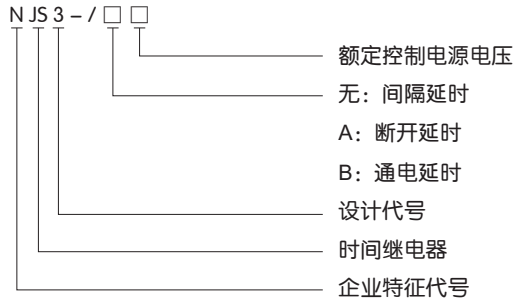 N JS 3 – / □ □
额定控制电源电压
无：间隔延时
A：断开延时
B：通电延时
设计代号
时间继电器
企业特征代号